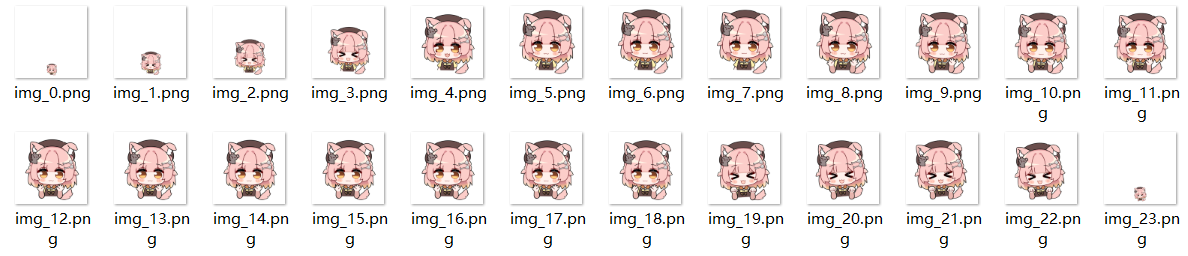 img_0.png img_1.png img_2.png img_3.png img_4.png img_5.png img_6.png img_7.png img_8.png img_9.png img_10.pn img_11.pn
g g
img_12.pn img_13.pn img_14.pn img_15.pn img_16.pn img_17.pn img_18.pn img_19.pn img_20.pn img_21.pn img_22.pn img_23.pn
g g g g g g g g g g g g